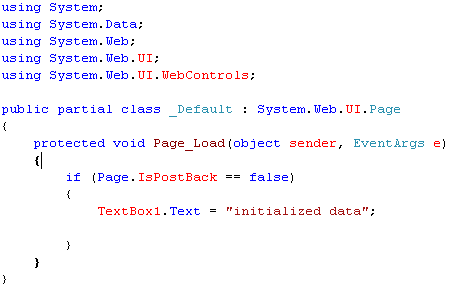 using System;
using System.Data;
using System.Web;
using System.Web.UI;
using System.Web.UI.WebControls;
public partial class _Default : System.Web.UI.Page
{
protected void Page_Load(object sender, EventArgs e)
{
if (Page.IsPostBack == false)
{
TextBox1.Text = "initialized data";
}
}
}